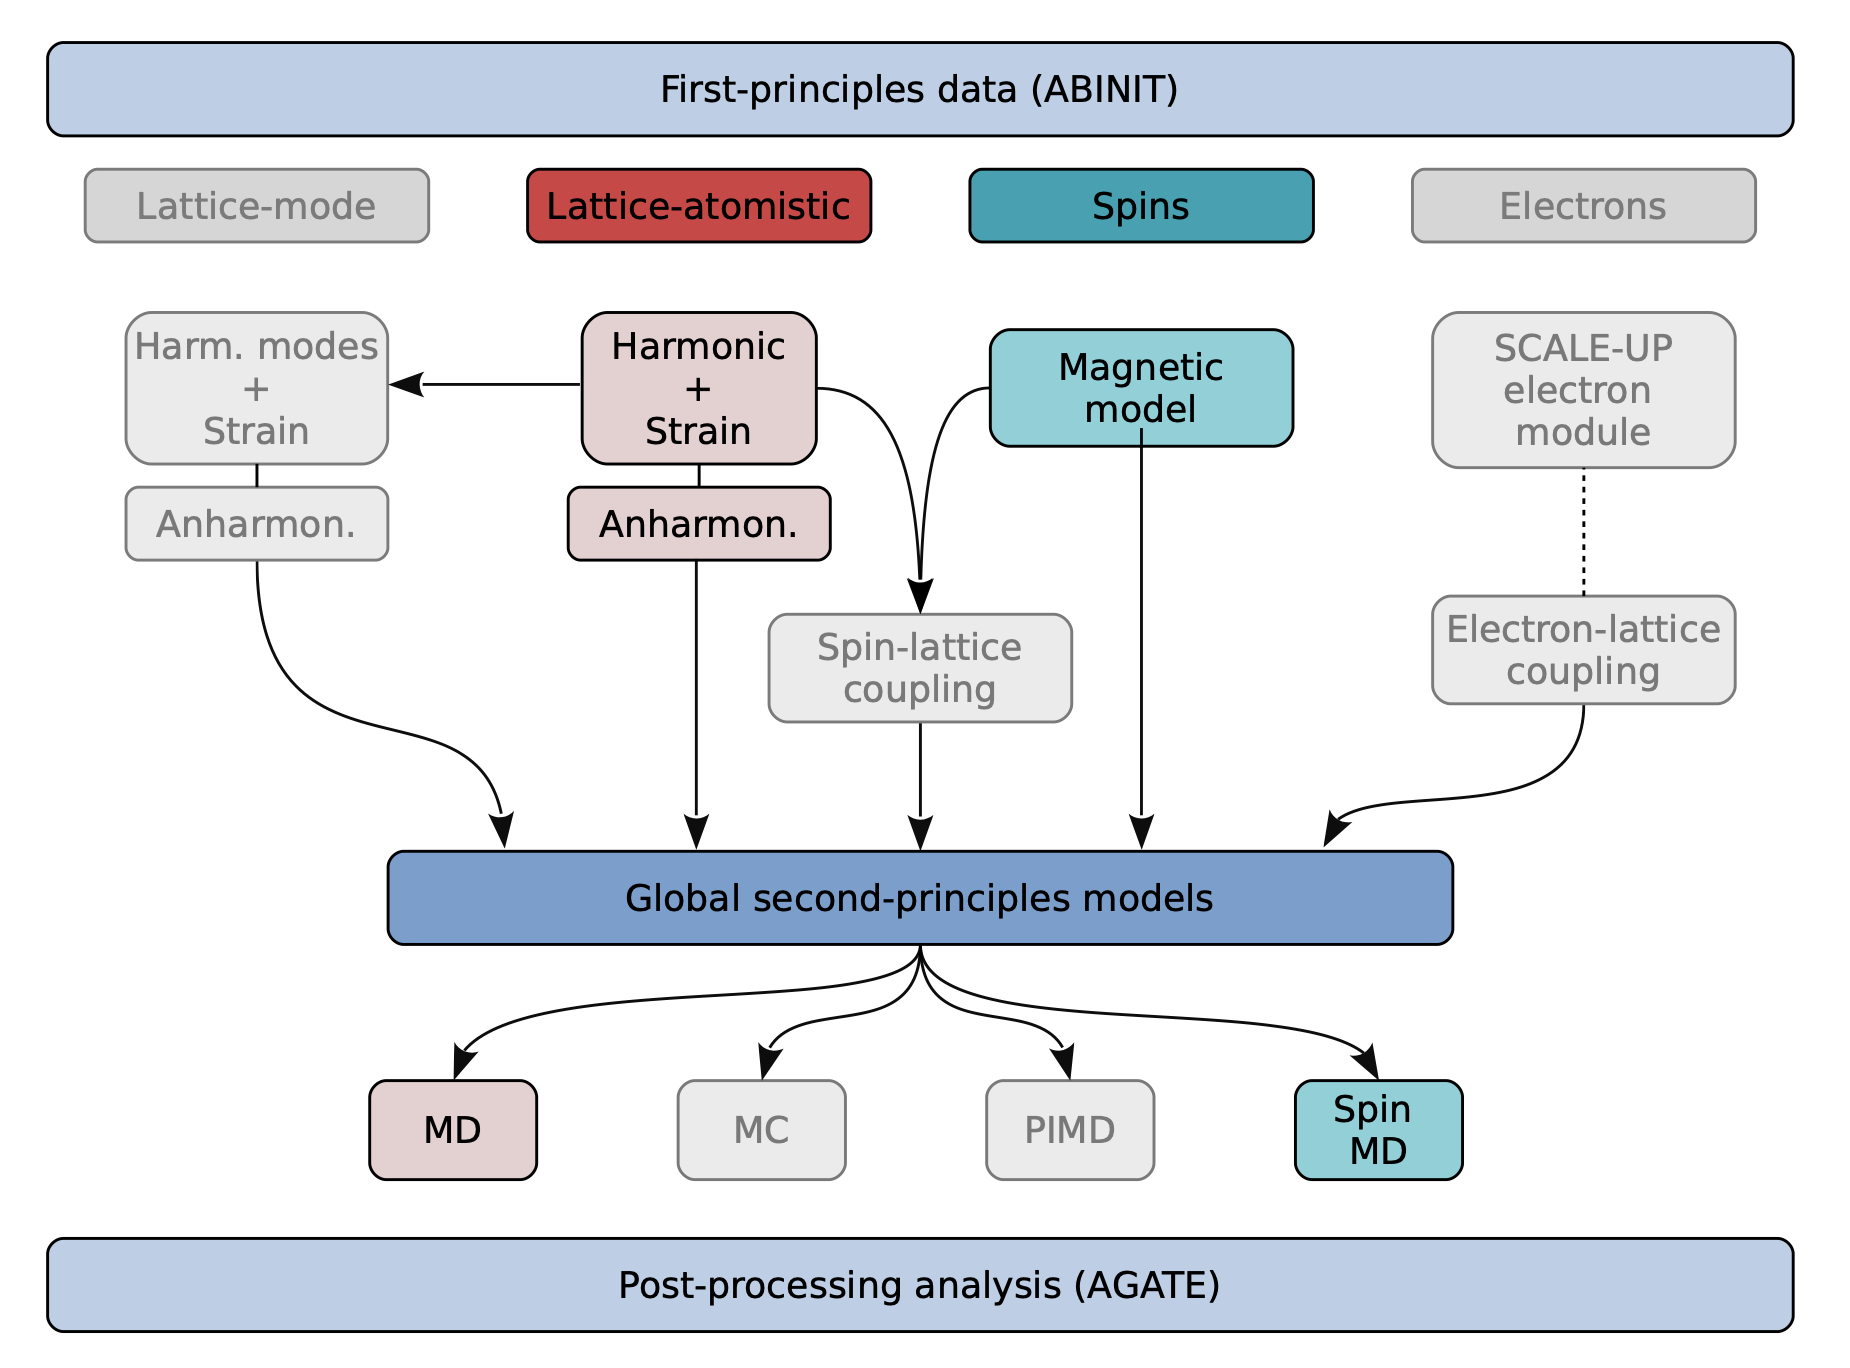 First-principles data (ABINIT)
Lattice-mode
Lattice-atomistic
Spins
Electrons
Harm. modes
+
Strain
Harmonic
+
Strain
Magnetic
model
SCALE-UP
electron
module
Anharmon.
Anharmon.
Spin-lattice
coupling
Electron-lattice
coupling
Global second-principles models
MD
MC
PIMD
Spin
MD
Post-processing analysis (AGATE)